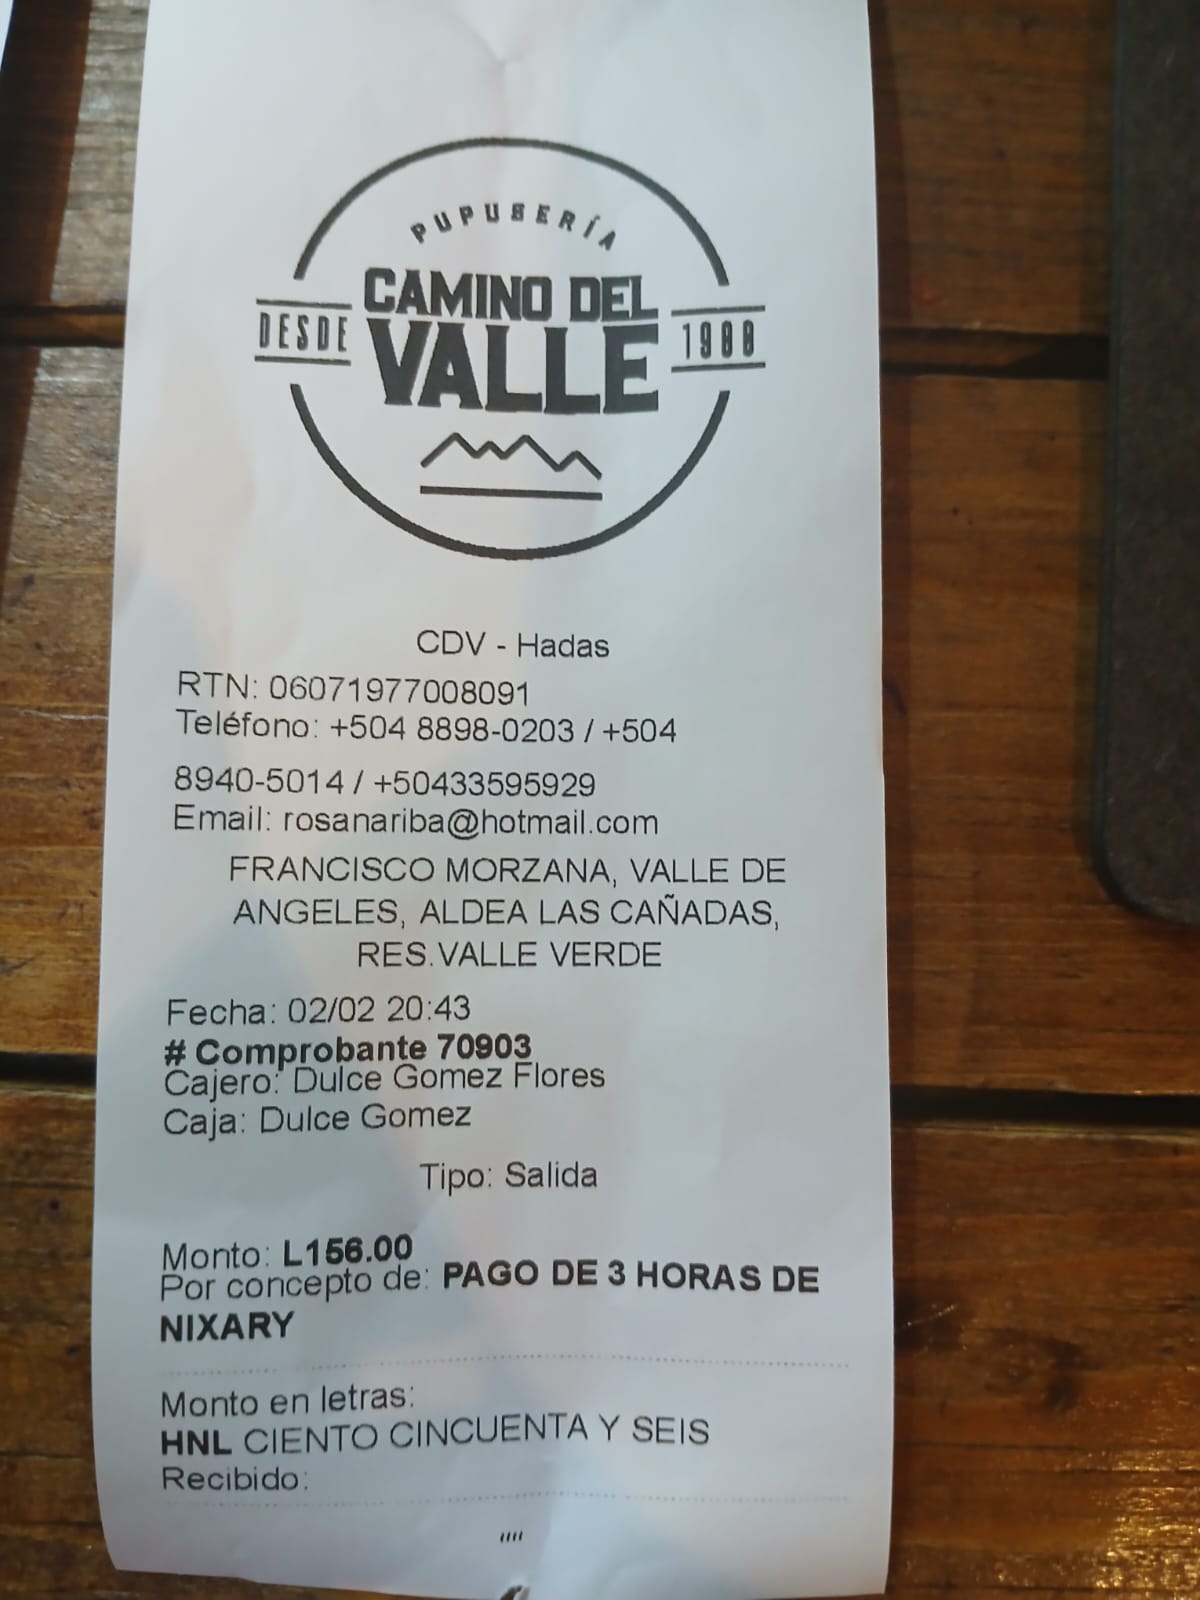 PUPUSERÍA
CAMINO DEL
DESDE VALLE 1988
CDV - Hadas
RTN: 06071977008091
Teléfono: +504 8898-0203 / +504
8940-5014 / +50433595929
Email: rosanariba@hotmail.com
FRANCISCO MORZANA, VALLE DE
ANGELES, ALDEA LAS CAÑADAS,
RES.VALLE VERDE
Fecha: 02/02 20:43
# Comprobante 70903
Cajero: Dulce Gomez Flores
Caja: Dulce Gomez
Tipo: Salida
Monto: L156.00
Por concepto de: PAGO DE 3 HORAS DE
NIXARY
Monto en letras:
HNL CIENTO CINCUENTA Y SEIS
Recibido:
,,,,